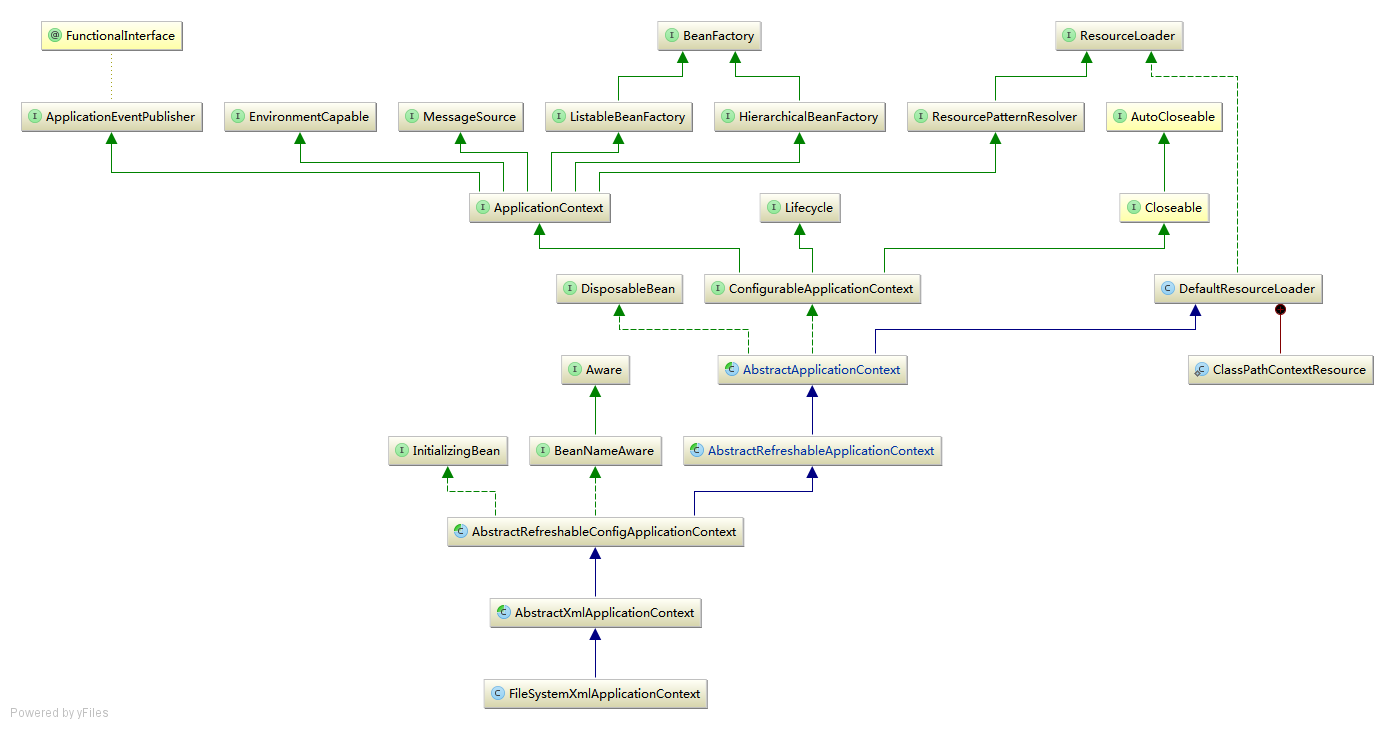 @ FunctionalInterface
I BeanFactory
I ResourceLoader
I ApplicationEventPublisher
I EnvironmentCapable
I MessageSource
I ListableBeanFactory
I HierarchicalBeanFactory
I ResourcePatternResolver
I AutoCloseable
I ApplicationContext
I Lifecycle
I Closeable
I DisposableBean
I ConfigurableApplicationContext
C DefaultResourceLoader
I Aware
C AbstractApplicationContext
C ClassPathContextResource
I InitializingBean
I BeanNameAware
C AbstractRefreshableApplicationContext
C AbstractRefreshableConfigApplicationContext
C AbstractXmlApplicationContext
C FileSystemXmlApplicationContext
Powered by yFiles